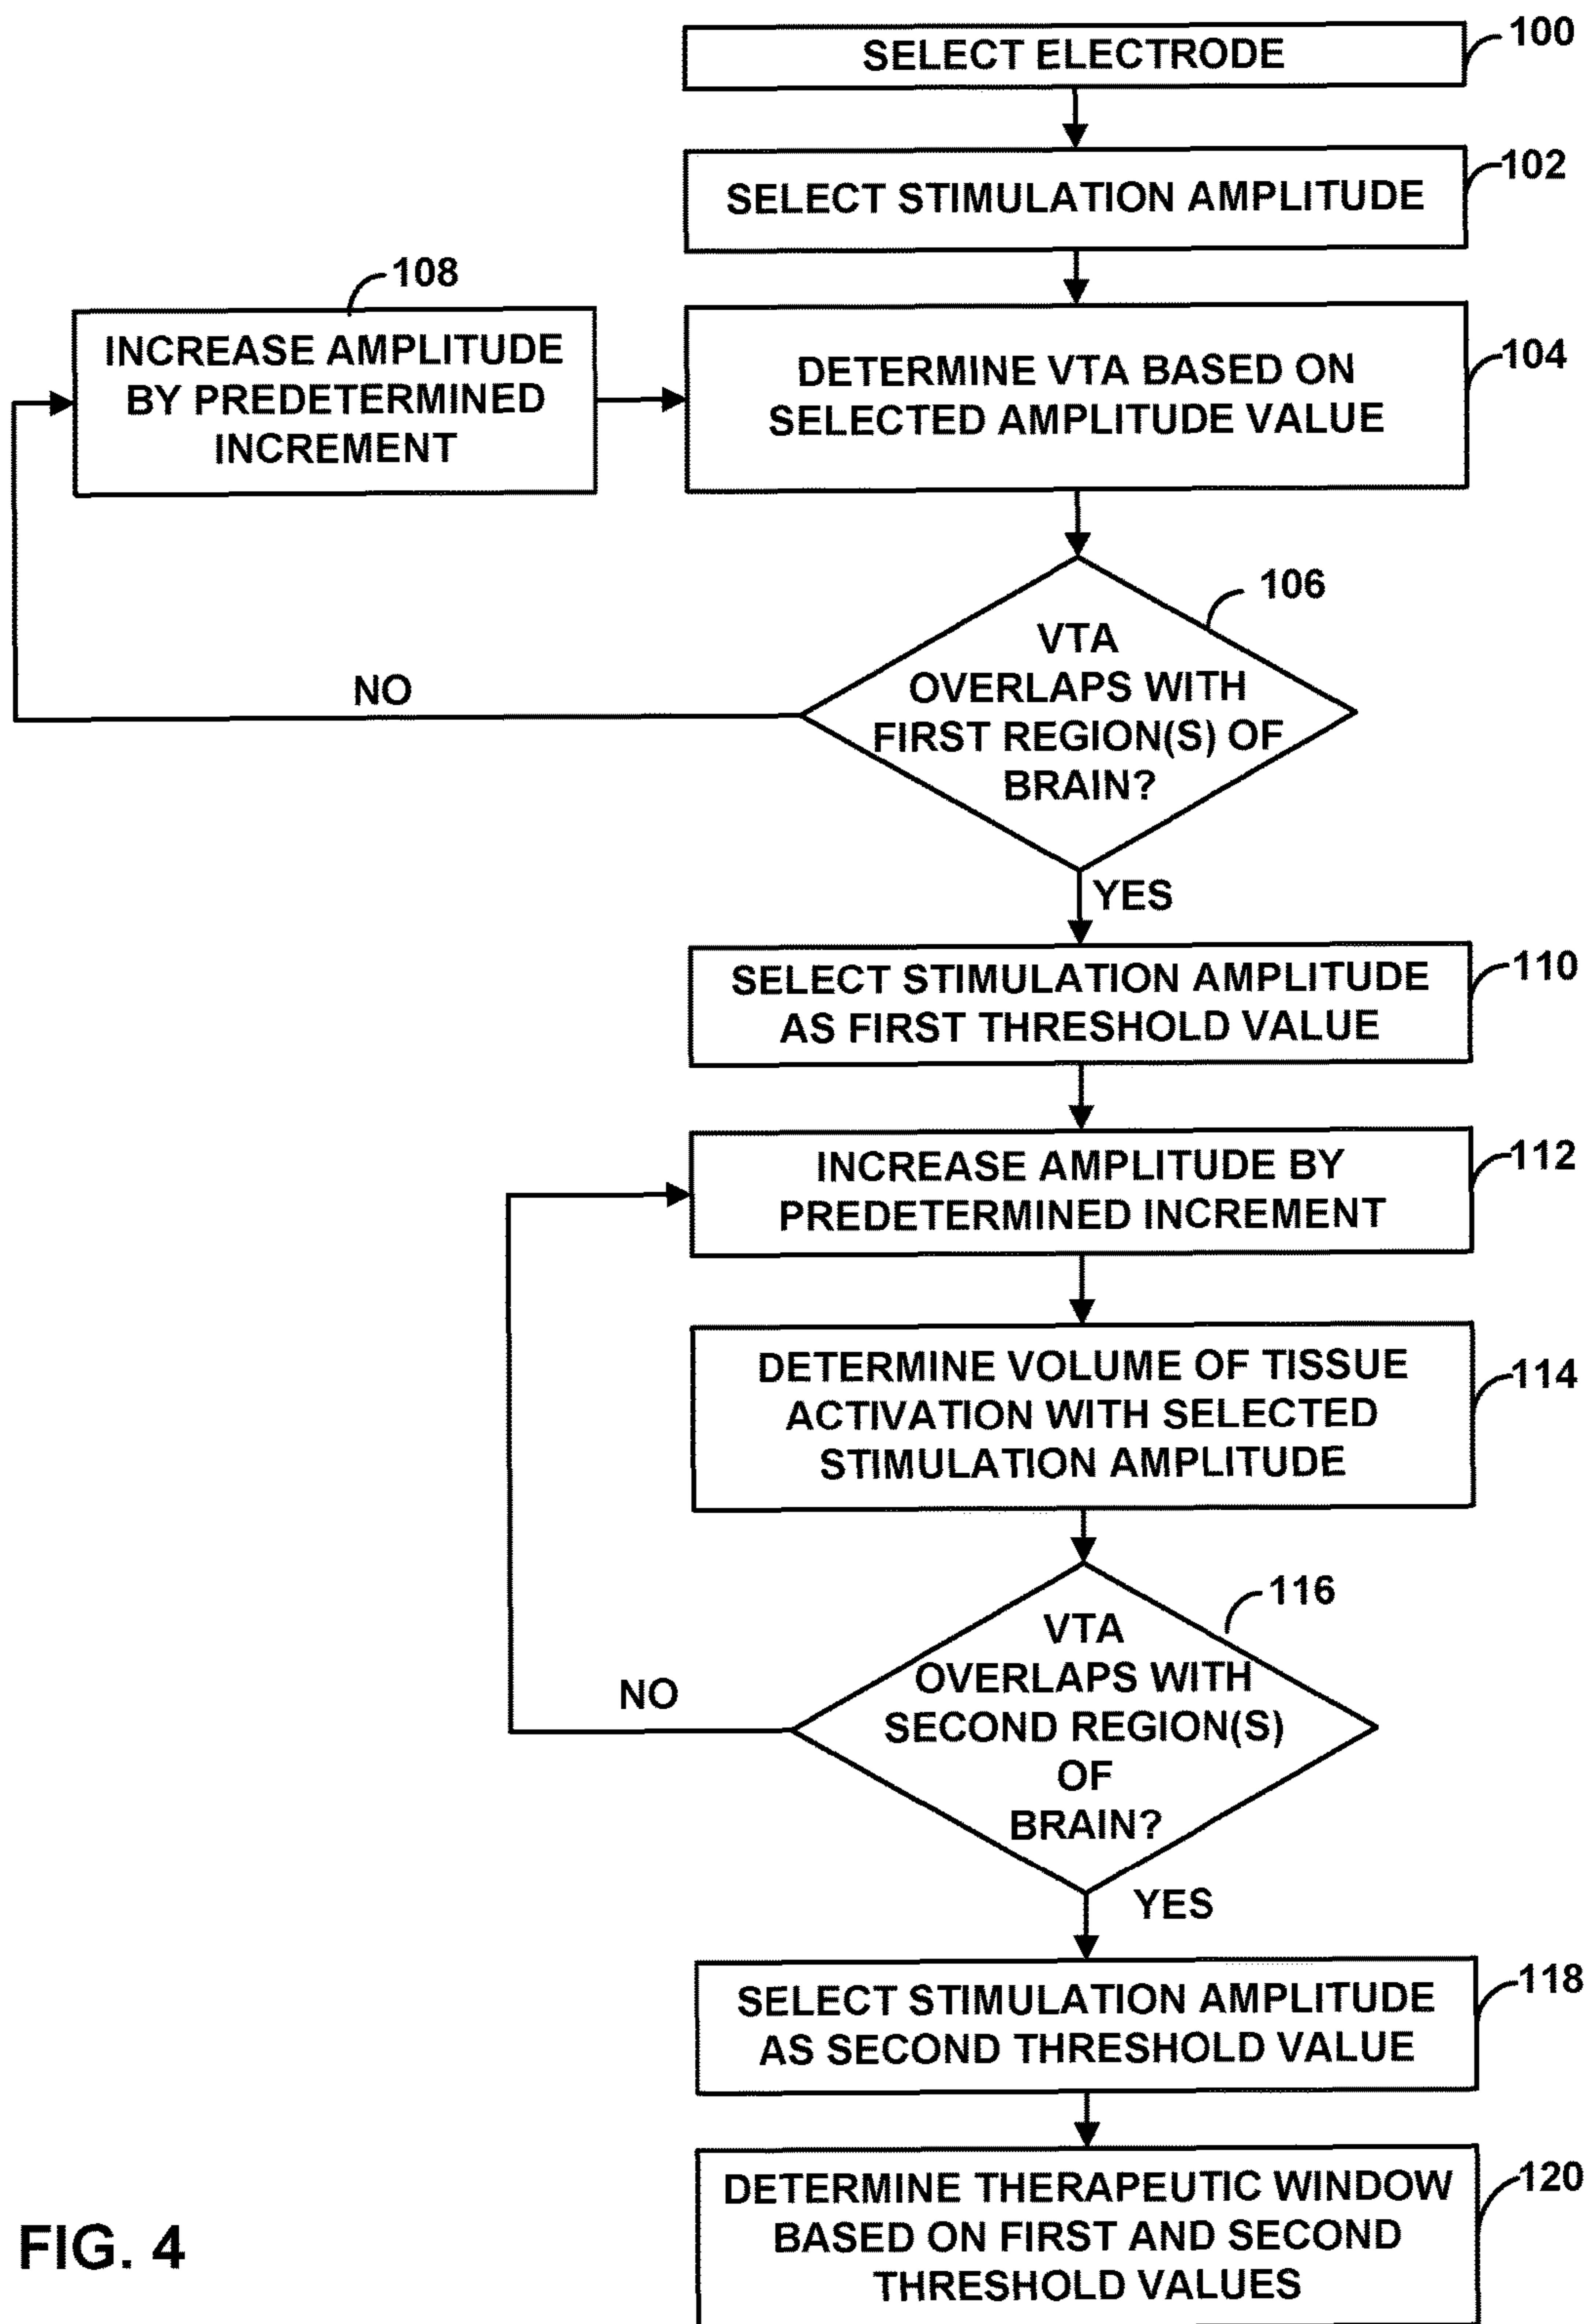 SELECT ELECTRODE
100
SELECT STIMULATION AMPLITUDE
102
108
INCREASE AMPLITUDE
BY PREDETERMINED
INCREMENT
DETERMINE VTA BASED ON
SELECTED AMPLITUDE VALUE
104
106
VTA
OVERLAPS WITH
FIRST REGION(S) OF
BRAIN?
NO
YES
SELECT STIMULATION AMPLITUDE
AS FIRST THRESHOLD VALUE
110
INCREASE AMPLITUDE BY
PREDETERMINED INCREMENT
112
DETERMINE VOLUME OF TISSUE
ACTIVATION WITH SELECTED
STIMULATION AMPLITUDE
114
116
VTA
OVERLAPS WITH
SECOND REGION(S)
OF
BRAIN?
NO
YES
SELECT STIMULATION AMPLITUDE
AS SECOND THRESHOLD VALUE
118
DETERMINE THERAPEUTIC WINDOW
BASED ON FIRST AND SECOND
THRESHOLD VALUES
120
FIG. 4